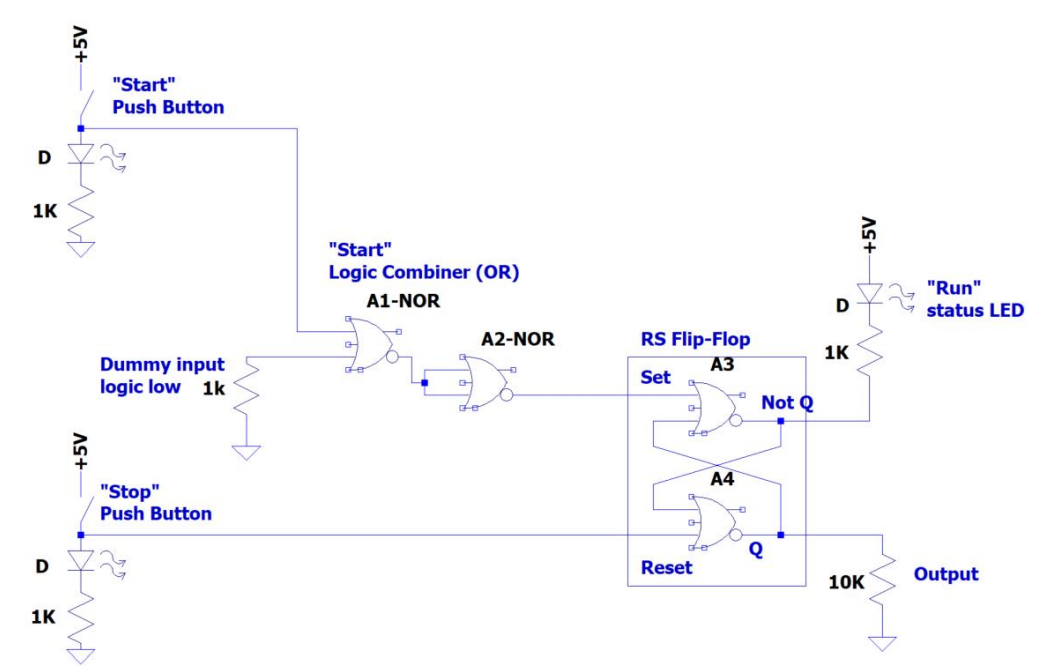 +5V
"Start"
Push Button
D
1K
"Start"
Logic Combiner (OR)
A1-NOR
A2-NOR
Dummy input
logic low
1k
+5V
"Stop"
Push Button
D
1K
RS Flip-Flop
A3
Set
Not Q
A4
Q
Reset
+5V
D
"Run"
status LED
1K
10K
Output